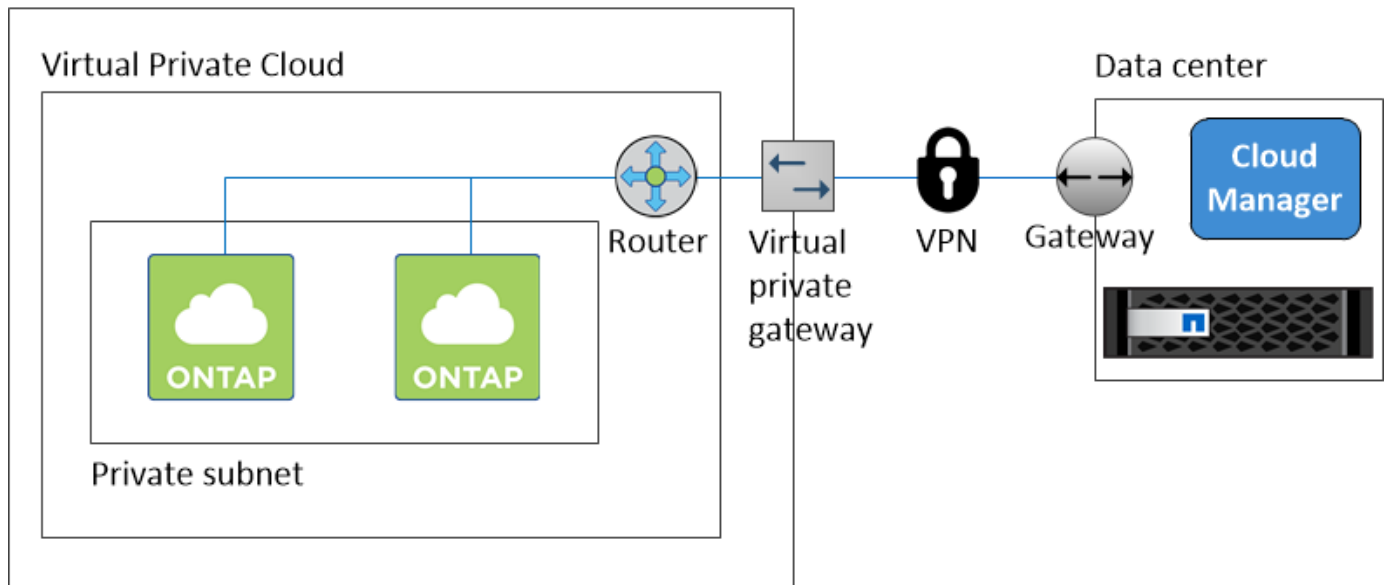 Virtual Private Cloud
Data center
Cloud
Manager
Router
Virtual
private
gateway
VPN
Gateway
ONTAP
ONTAP
Private subnet